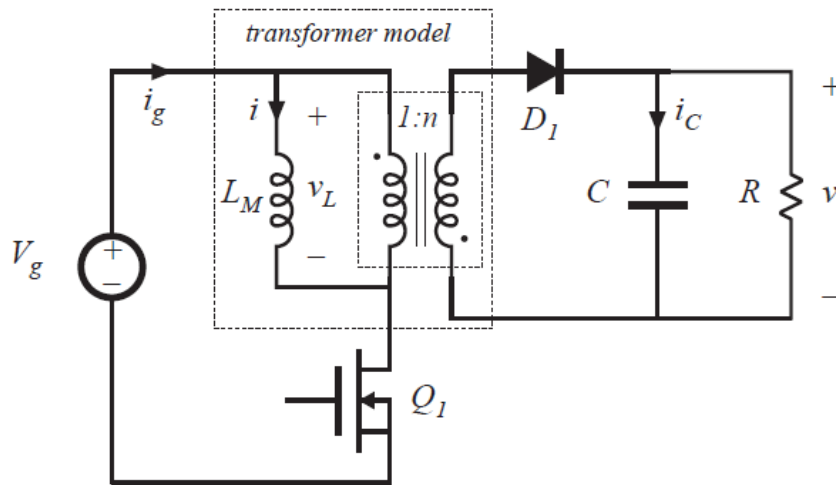 transformer model
i_g
i
+
1:n
D_1
i_C
+
L_M
v_L
C
R
v
V_g
+
−
−
−
Q_1